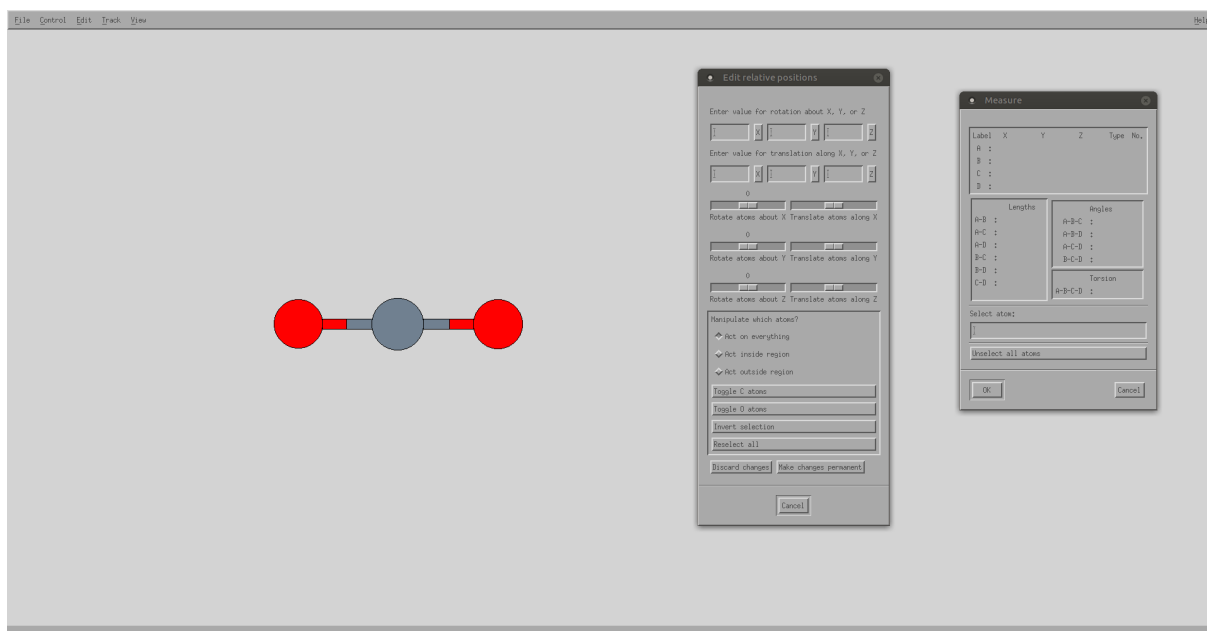 File Control Edit Track View Help
Edit relative positions
Enter value for rotation about X, Y, or Z
X Y Z
Enter value for translation along X, Y, or Z
X Y Z
0
Rotate atoms about X Translate atoms along X
0
Rotate atoms about Y Translate atoms along Y
0
Rotate atoms about Z Translate atoms along Z
Manipulate which atoms?
Act on everything
Act inside region
Act outside region
Toggle C atoms
Toggle O atoms
Invert selection
Reselect all
Discard changes Make changes permanent
Cancel
Measure
Label X Y Z Type No.
A :
B :
C :
D :
Lengths
A-B :
A-C :
A-D :
B-C :
B-D :
C-D :
Angles
A-B-C :
A-B-D :
A-C-D :
B-C-D :
Torsion
A-B-C-D :
Select atom:
Unselect all atoms
OK Cancel